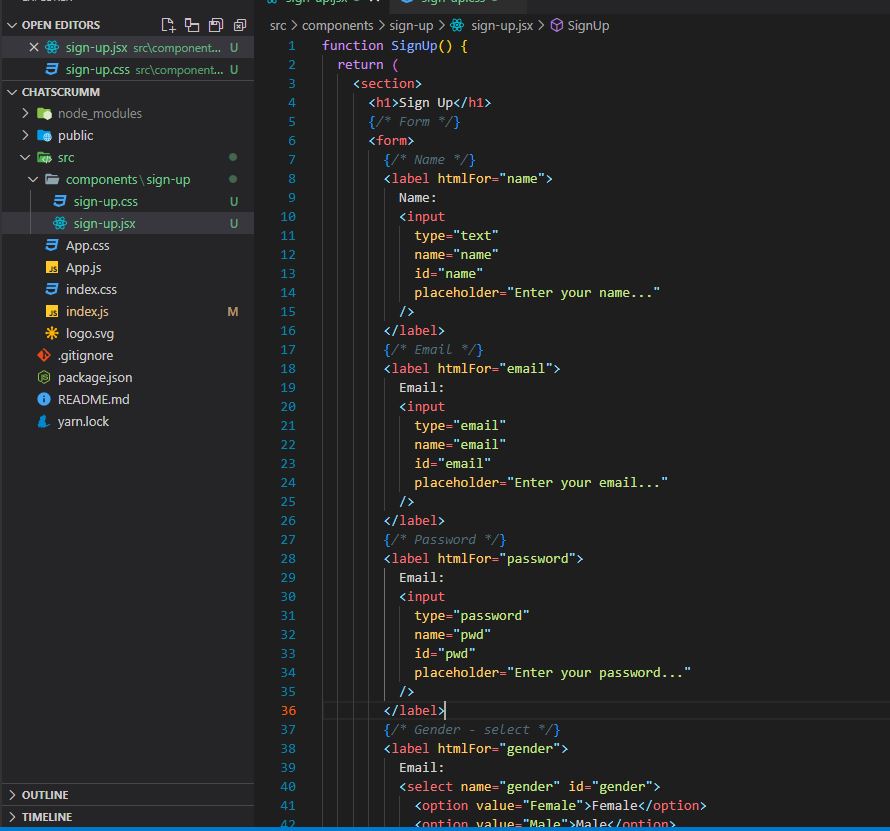 OPEN EDITORS
sign-up.jsx src\component... U
sign-up.css src\component... U
CHATSCRUMM
node_modules
public
src
components\sign-up
sign-up.css U
sign-up.jsx U
App.css
App.js
index.css
index.js M
logo.svg
.gitignore
package.json
README.md
yarn.lock
OUTLINE
TIMELINE
src > components > sign-up > sign-up.jsx > SignUp
1 function SignUp() {
2 return (
3 <section>
4 <h1>Sign Up</h1>
5 {/* Form */}
6 <form>
7 {/* Name */}
8 <label htmlFor="name">
9 Name:
10 <input
11 type="text"
12 name="name"
13 id="name"
14 placeholder="Enter your name..."
15 />
16 </label>
17 {/* Email */}
18 <label htmlFor="email">
19 Email:
20 <input
21 type="email"
22 name="email"
23 id="email"
24 placeholder="Enter your email..."
25 />
26 </label>
27 {/* Password */}
28 <label htmlFor="password">
29 Email:
30 <input
31 type="password"
32 name="pwd"
33 id="pwd"
34 placeholder="Enter your password..."
35 />
36 </label>
37 {/* Gender - select */}
38 <label htmlFor="gender">
39 Email:
40 <select name="gender" id="gender">
41 <option value="Female">Female</option>
42 <option value="Male">Male</option>